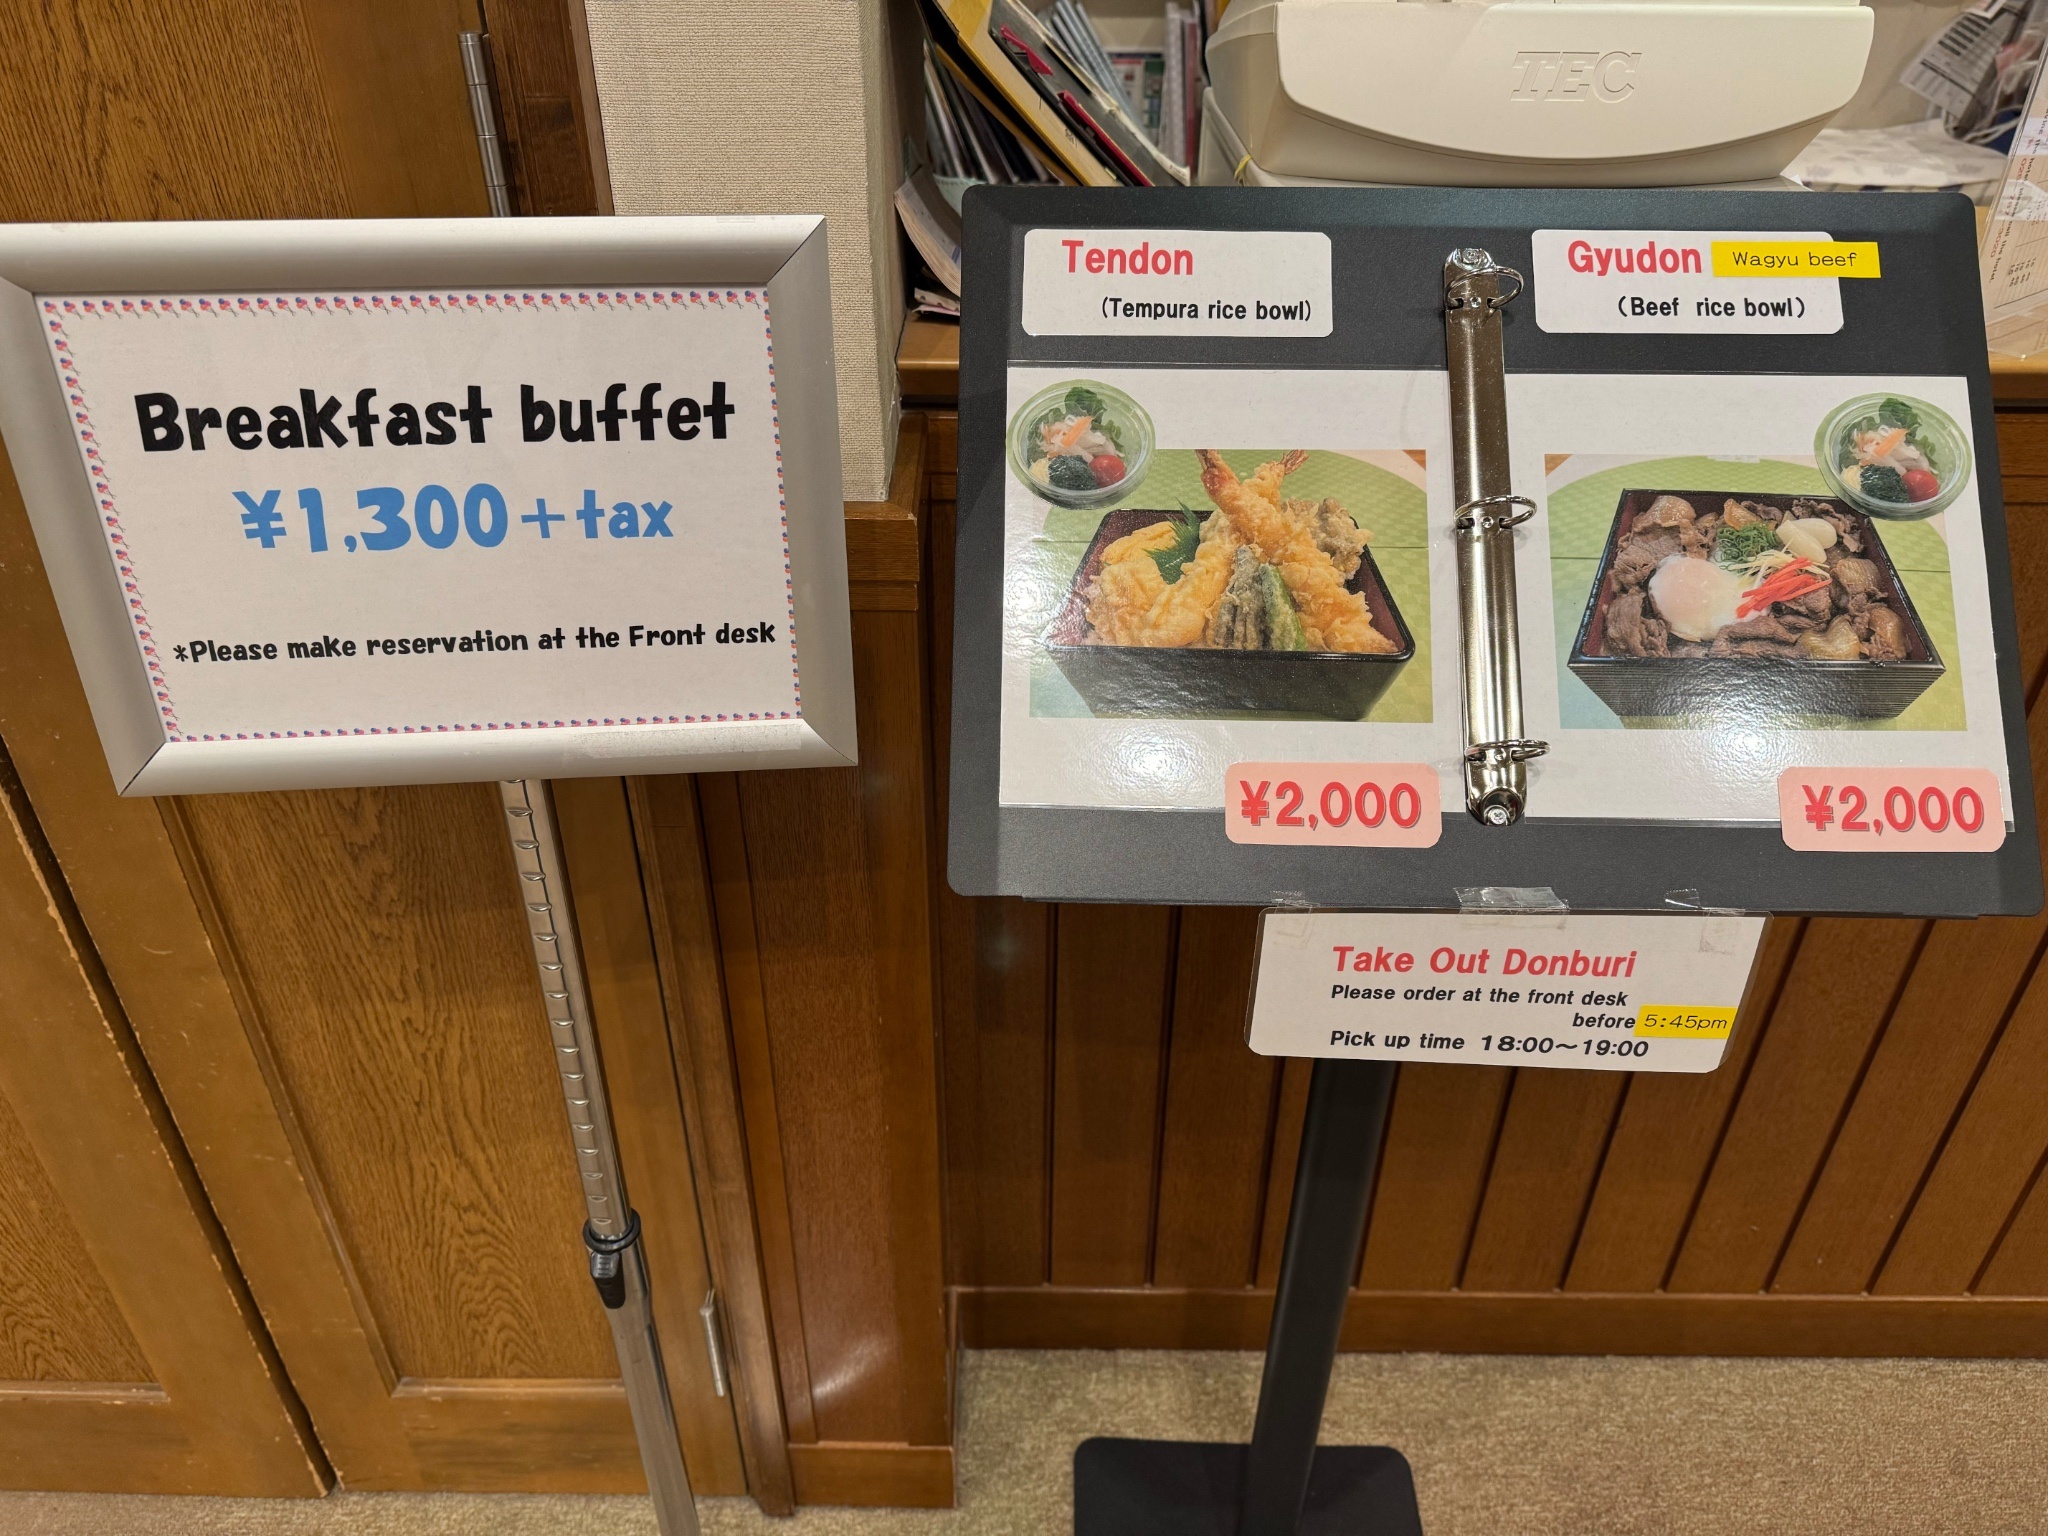 Breakfast buffet
¥1,300+tax
*Please make reservation at the Front desk
TEC
Tendon
(Tempura rice bowl)
Gyudon Wagyu beef
(Beef rice bowl)
¥2,000
¥2,000
Take Out Donburi
Please order at the front desk
before 5:45pm
Pick up time 18:00~19:00